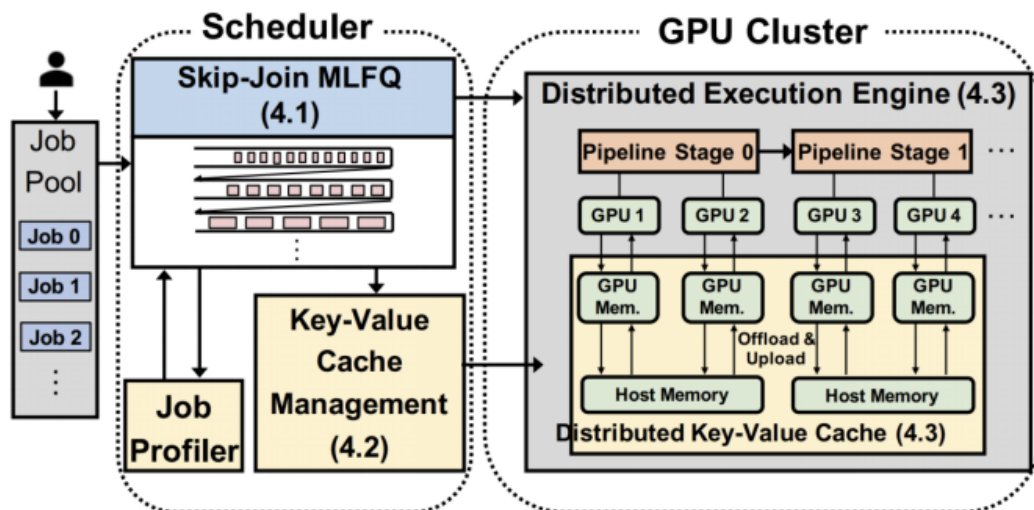 Scheduler
GPU Cluster
Skip-Join MLFQ
(4.1)
Job
Pool
Job 0
Job 1
Job 2
⋮
⋮
Job
Profiler
Key-Value
Cache
Management
(4.2)
Distributed Execution Engine (4.3)
Pipeline Stage 0
Pipeline Stage 1
...
GPU 1
GPU 2
GPU 3
GPU 4
...
GPU
Mem.
GPU
Mem.
GPU
Mem.
GPU
Mem.
Offload &
Upload
Host Memory
Host Memory
Distributed Key-Value Cache (4.3)